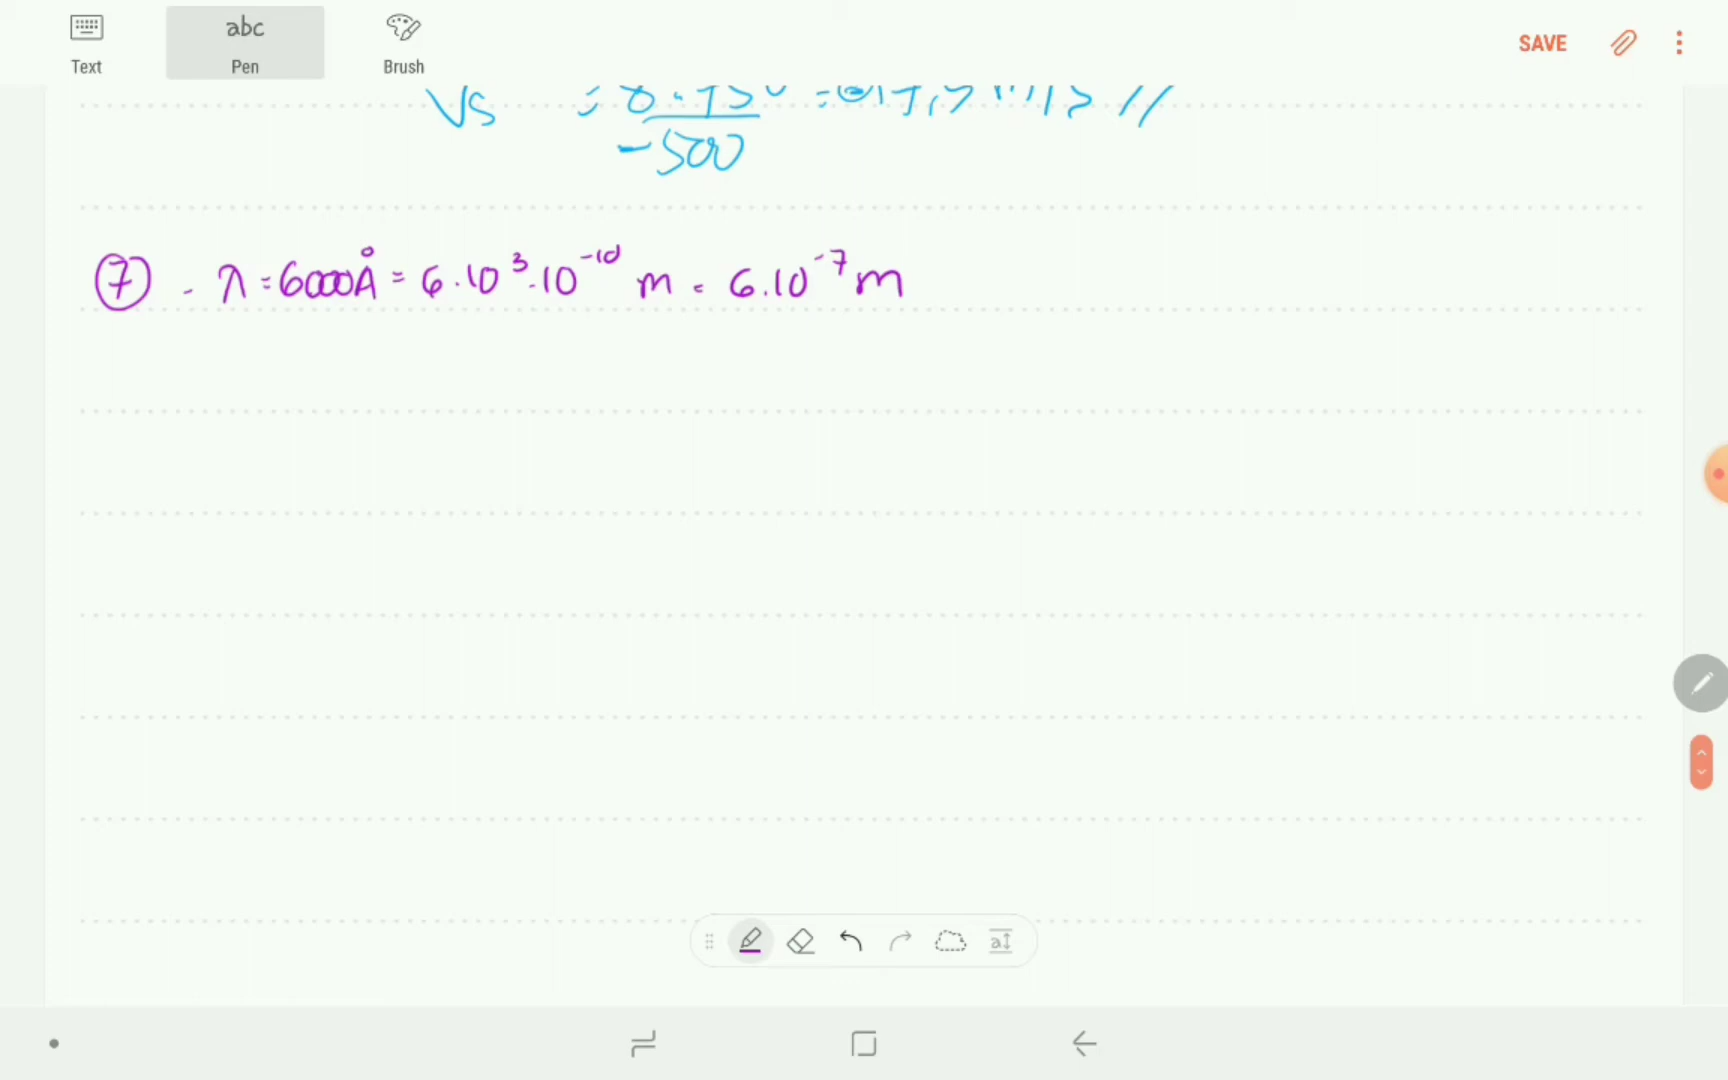 Text
abc
Pen
Brush
SAVE
Vs
-500
7 - λ = 6000Å = 6.10³.10⁻¹⁰ m = 6.10⁻⁷ m